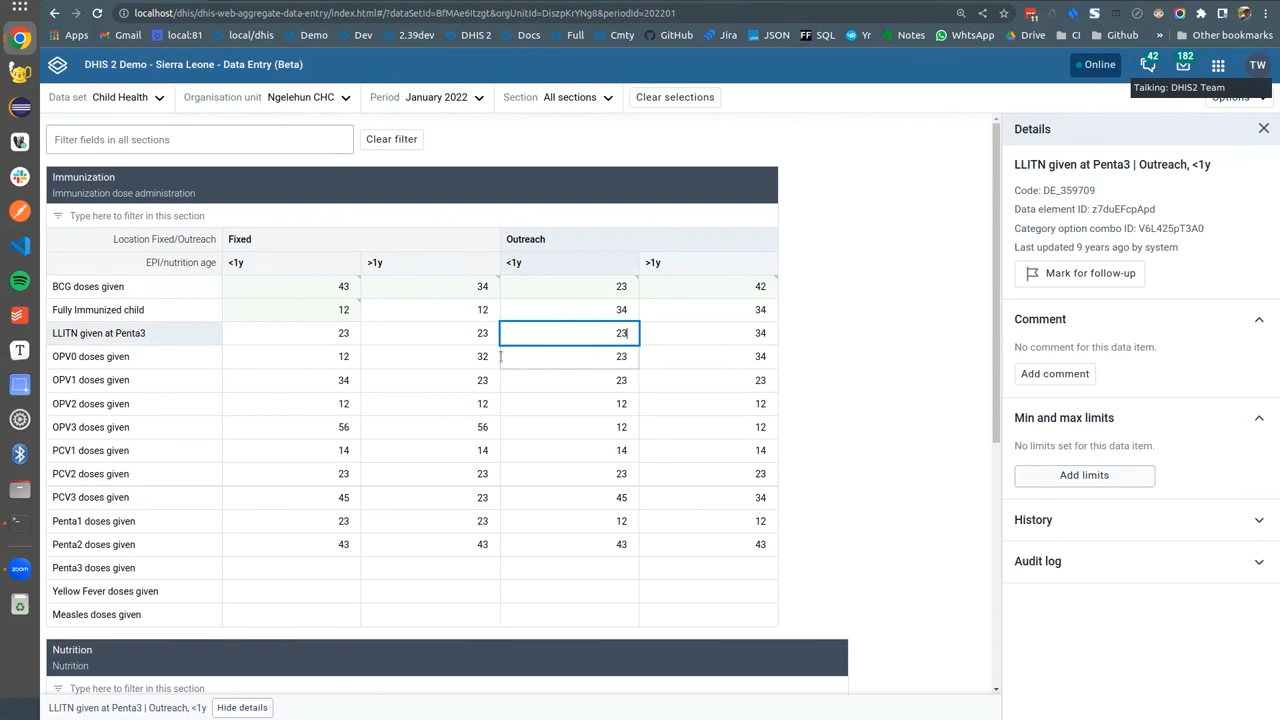 localhost/dhis/dhis-web-aggregate-data-entry/index.html#/?dataSetId=BfMAe6Itzgt&orgUnitId=DiszpKrYNg8&periodId=202201
11
Apps Gmail local:81 local/dhis Demo Dev 2.39dev DHIS 2 Docs Full Cmty GitHub Jira JSON FF SQL Yr Notes WhtsApp Drive CI Github » Other bookmarks
DHIS 2 Demo - Sierra Leone - Data Entry (Beta) Online 42 182 TW
Talking: DHIS2 Team
Data set Child Health Organisation unit Ngelehun CHC Period January 2022 Section All sections Clear selections Options
Filter fields in all sections Clear filter
Immunization
Immunization dose administration
Type here to filter in this section
Location Fixed/Outreach Fixed Outreach
EPI/nutrition age <1y >1y <1y >1y
BCG doses given 43 34 23 42
Fully Immunized child 12 12 34 34
LLITN given at Penta3 23 23 23 34
OPV0 doses given 12 32 23 34
OPV1 doses given 34 23 23 23
OPV2 doses given 12 12 12 12
OPV3 doses given 56 56 12 12
PCV1 doses given 14 14 14 14
PCV2 doses given 23 23 23 23
PCV3 doses given 45 23 45 34
Penta1 doses given 23 23 12 12
Penta2 doses given 43 43 43 43
Penta3 doses given
Yellow Fever doses given
Measles doses given
Nutrition
Nutrition
Type here to filter in this section
LLITN given at Penta3 | Outreach, <1y Hide details
Details
LLITN given at Penta3 | Outreach, <1y
Code: DE_359709
Data element ID: z7duEFcpApd
Category option combo ID: V6L425pT3A0
Last updated 9 years ago by system
Mark for follow-up
Comment
No comment for this data item.
Add comment
Min and max limits
No limits set for this data item.
Add limits
History
Audit log
T
zoom